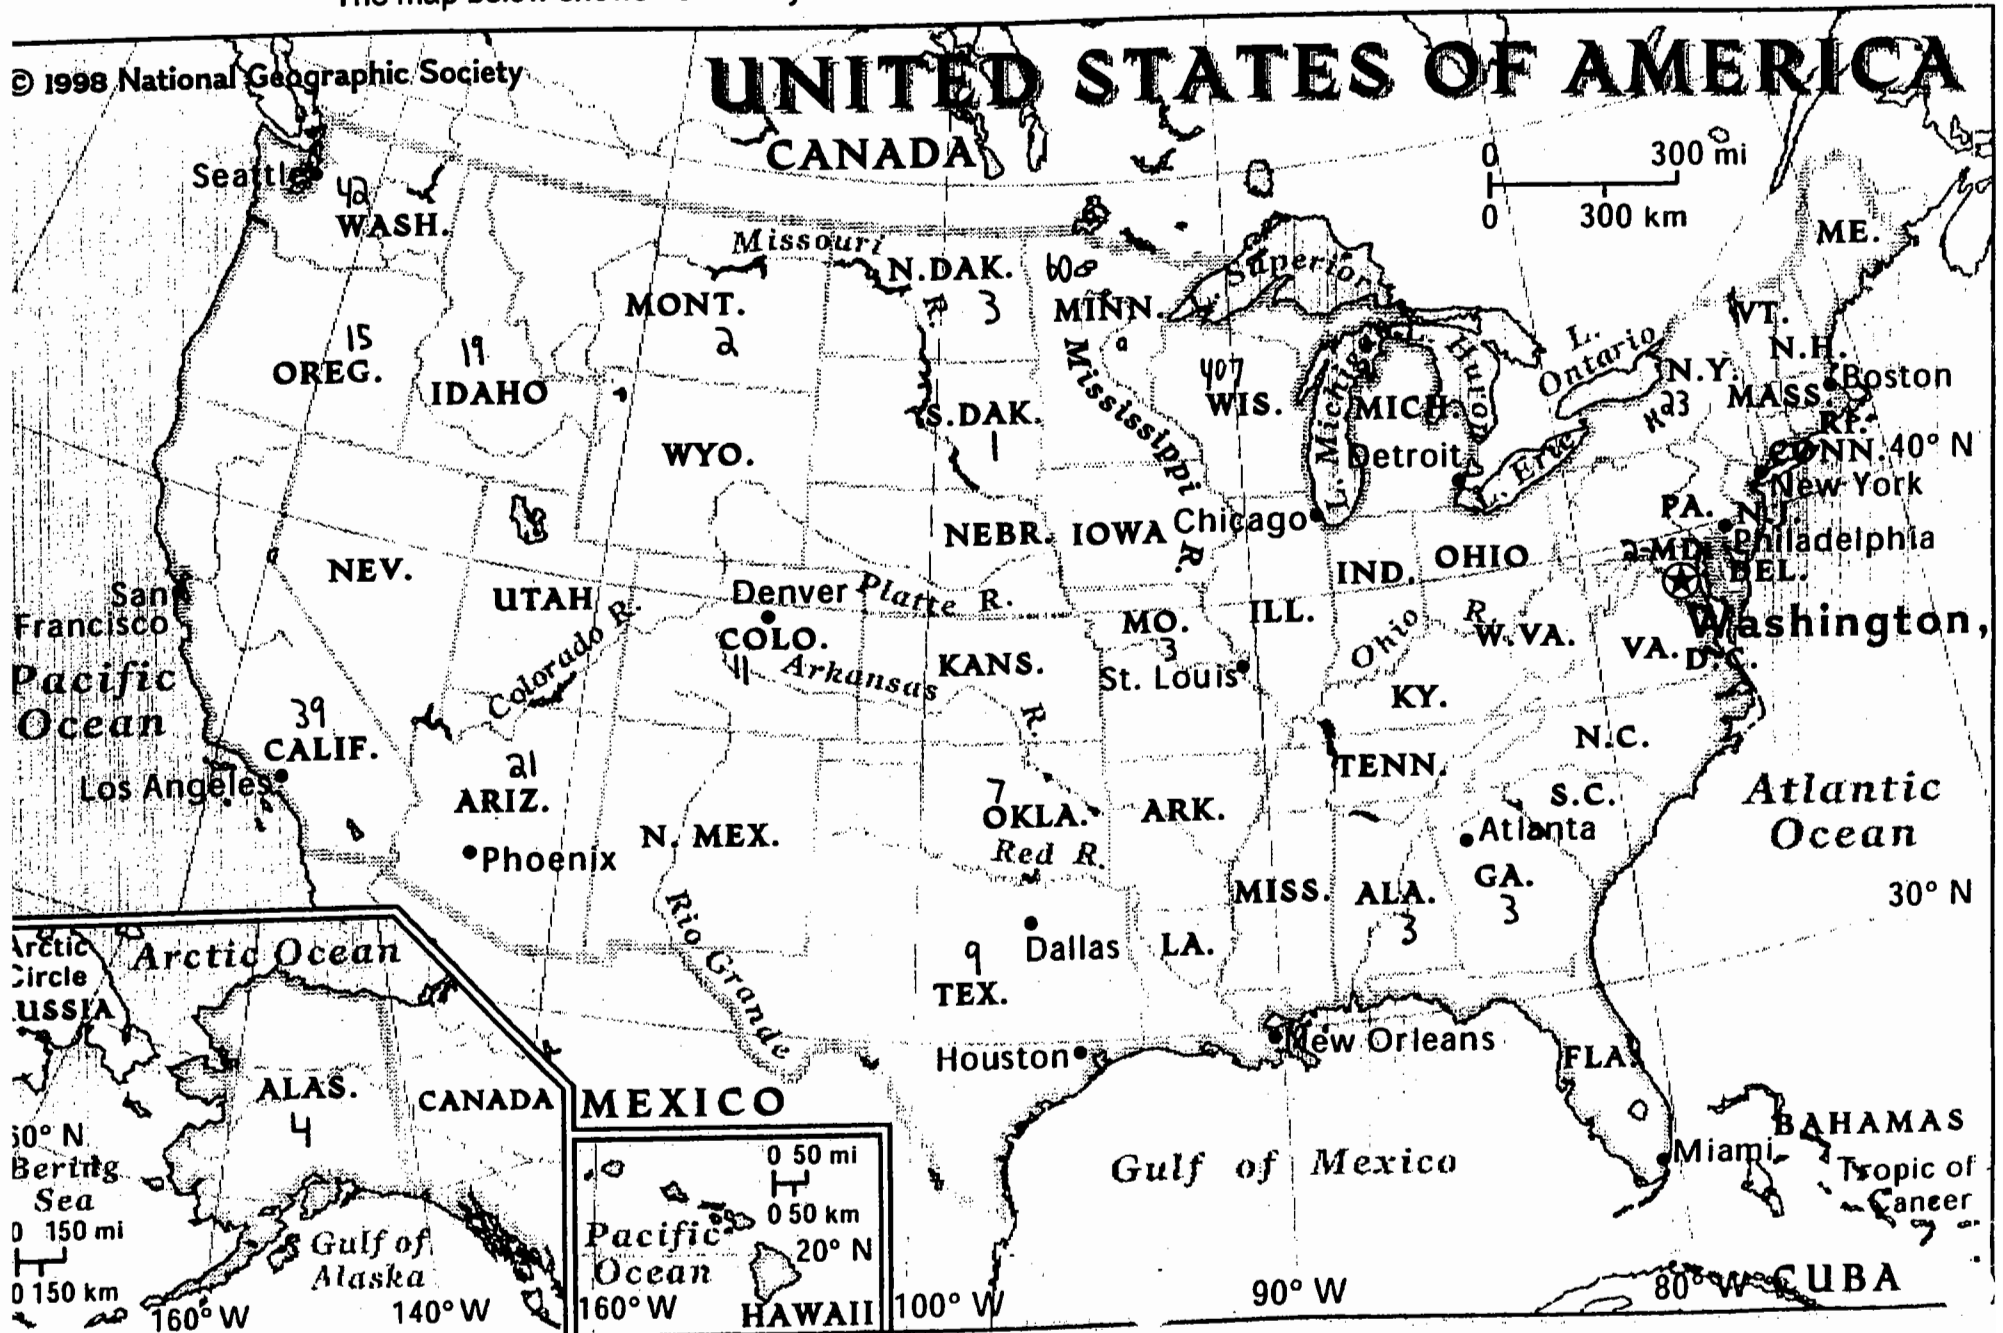 The map below
© 1998 National Geographic Society
UNITED STATES OF AMERICA
CANADA
0 300 mi
0 300 km
Seattle
42
WASH.
Missouri
R.
N.DAK.
3
MONT.
2
MINN.
L. Superior
ME.
VT.
N.H.
15
OREG.
19
IDAHO
407
WIS.
L. Michigan
MICH.
L. Huron
L. Ontario
N.Y.
Boston
MASS.
R.I.
CONN.
40° N
New York
Mississippi
R.
S.DAK.
1
WYO.
Detroit
L. Erie
PA.
N.J.
Philadelphia
NEBR.
IOWA
Chicago
NEV.
UTAH
IND.
OHIO
2
MD.
DEL.
Washington,
D.C.
San
Francisco
Denver
Platte R.
COLO.
11
Arkansas
R.
KANS.
MO.
3
St. Louis
ILL.
Ohio R.
W.VA.
VA.
Pacific
Ocean
Colorado R.
KY.
39
CALIF.
Los Angeles
21
ARIZ.
Phoenix
N. MEX.
7
OKLA.
Red R.
ARK.
TENN.
N.C.
S.C.
Atlanta
GA.
3
Atlantic
Ocean
30° N
MISS.
ALA.
3
Rio Grande
9
TEX.
Dallas
LA.
Houston
New Orleans
FLA.
Miami
BAHAMAS
Tropic of
Cancer
Gulf of Mexico
MEXICO
CUBA
Arctic
Circle
RUSSIA
Arctic Ocean
ALAS.
4
CANADA
60° N
Bering
Sea
0 150 mi
0 150 km
Gulf of
Alaska
160° W
140° W
0 50 mi
0 50 km
Pacific
Ocean
20° N
160° W
HAWAII
100° W
90° W
80° W